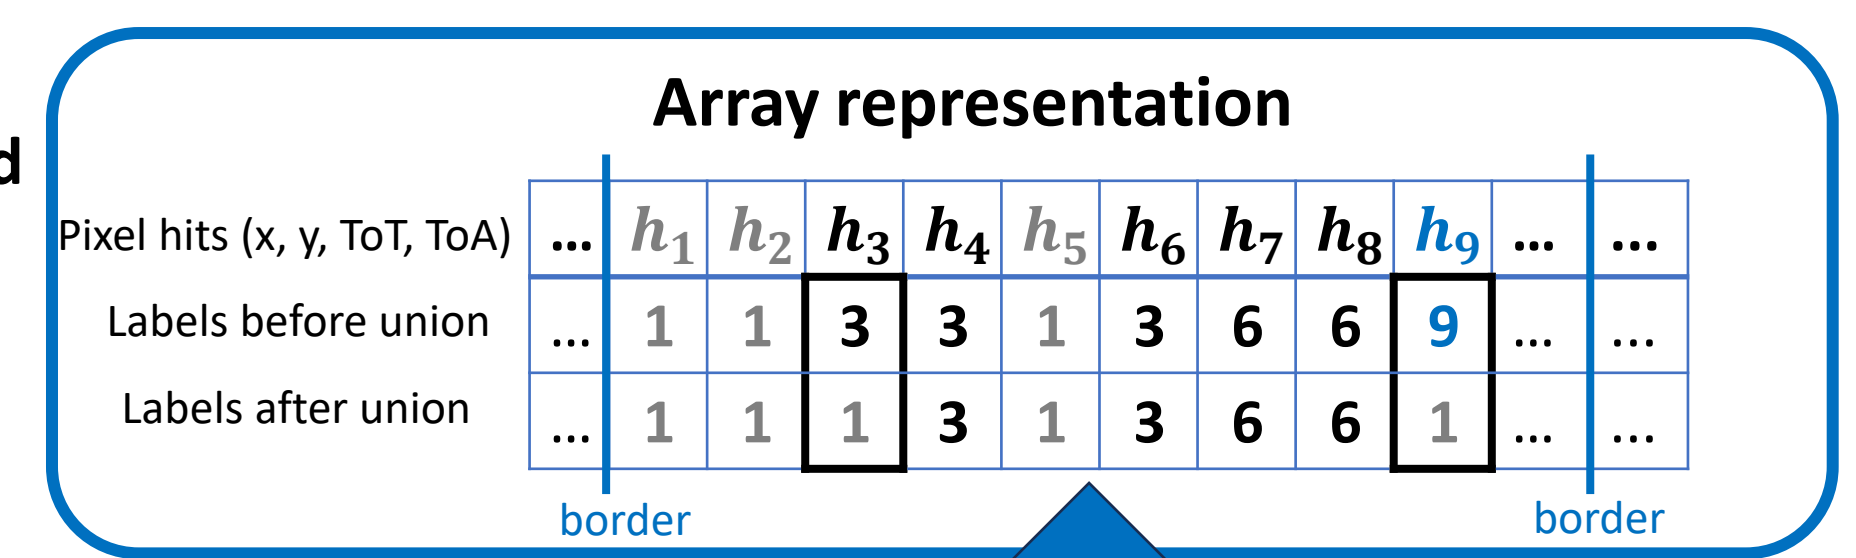 Array representation
d
Pixel hits (x, y, ToT, ToA) ... h₁ h₂ h₃ h₄ h₅ h₆ h₇ h₈ h₉ ... ...
Labels before union ... 1 1 3 3 1 3 6 6 9 ... ...
Labels after union ... 1 1 1 3 1 3 6 6 1 ... ...
border border